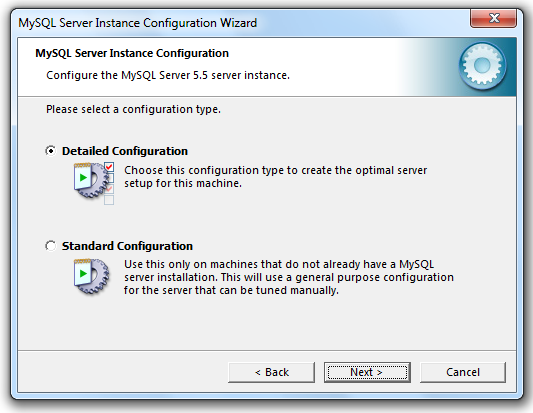 MySQL Server Instance Configuration Wizard
MySQL Server Instance Configuration
Configure the MySQL Server 5.5 server instance.
Please select a configuration type.
Detailed Configuration
Choose this configuration type to create the optimal server
setup for this machine.
Standard Configuration
Use this only on machines that do not already have a MySQL
server installation. This will use a general purpose configuration
for the server that can be tuned manually.
< Back
Next >
Cancel